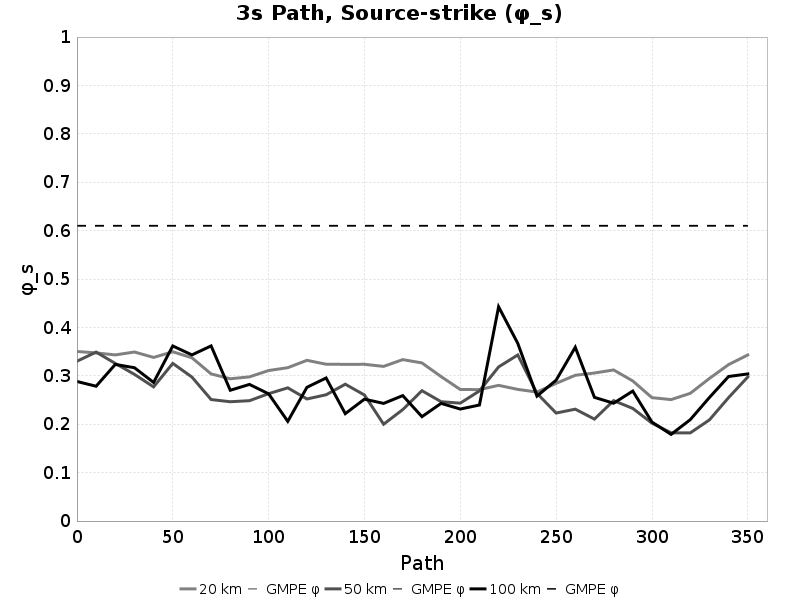 3s Path, Source-strike (φ_s)
1
0.9
0.8
0.7
0.6
0.5
0.4
0.3
0.2
0.1
0
φ_s
0 50 100 150 200 250 300 350
Path
20 km GMPE φ 50 km GMPE φ 100 km GMPE φ